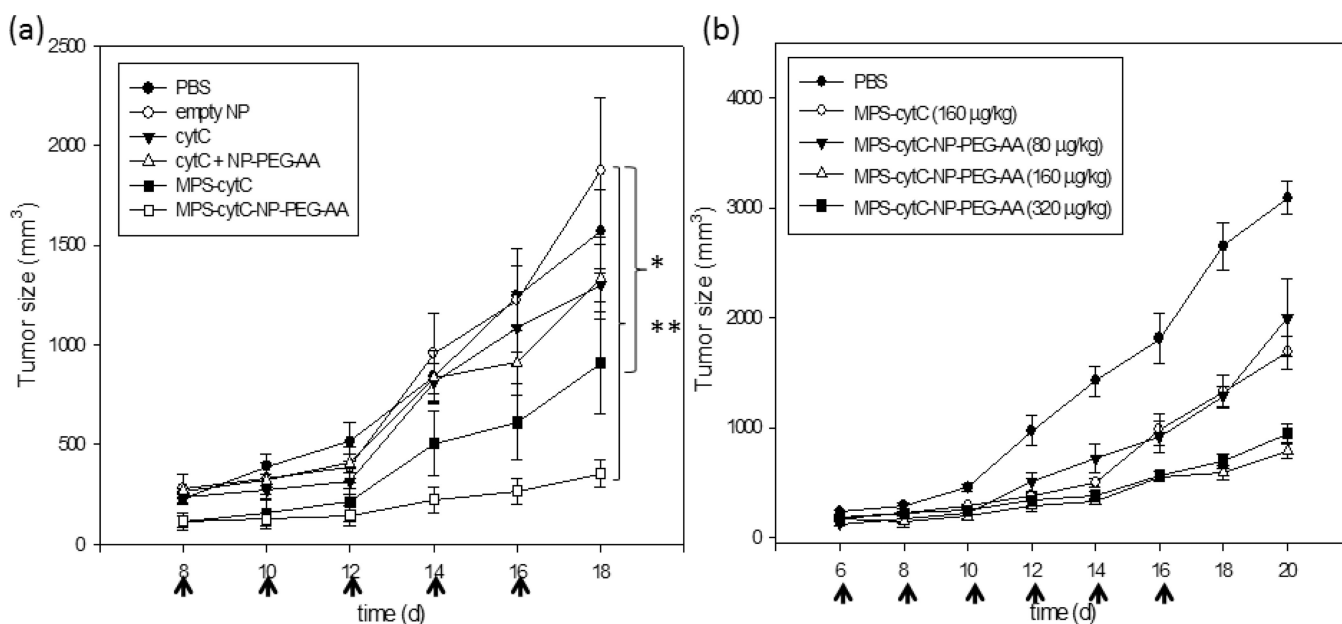 (a)
2500
2000
1500
1000
500
0
Tumor size (mm³)
PBS
empty NP
cytC
cytC + NP-PEG-AA
MPS-cytC
MPS-cytC-NP-PEG-AA
*
**
8 10 12 14 16 18
time (d)
(b)
4000
3000
2000
1000
0
Tumor size (mm³)
PBS
MPS-cytC (160 µg/kg)
MPS-cytC-NP-PEG-AA (80 µg/kg)
MPS-cytC-NP-PEG-AA (160 µg/kg)
MPS-cytC-NP-PEG-AA (320 µg/kg)
6 8 10 12 14 16 18 20
time (d)